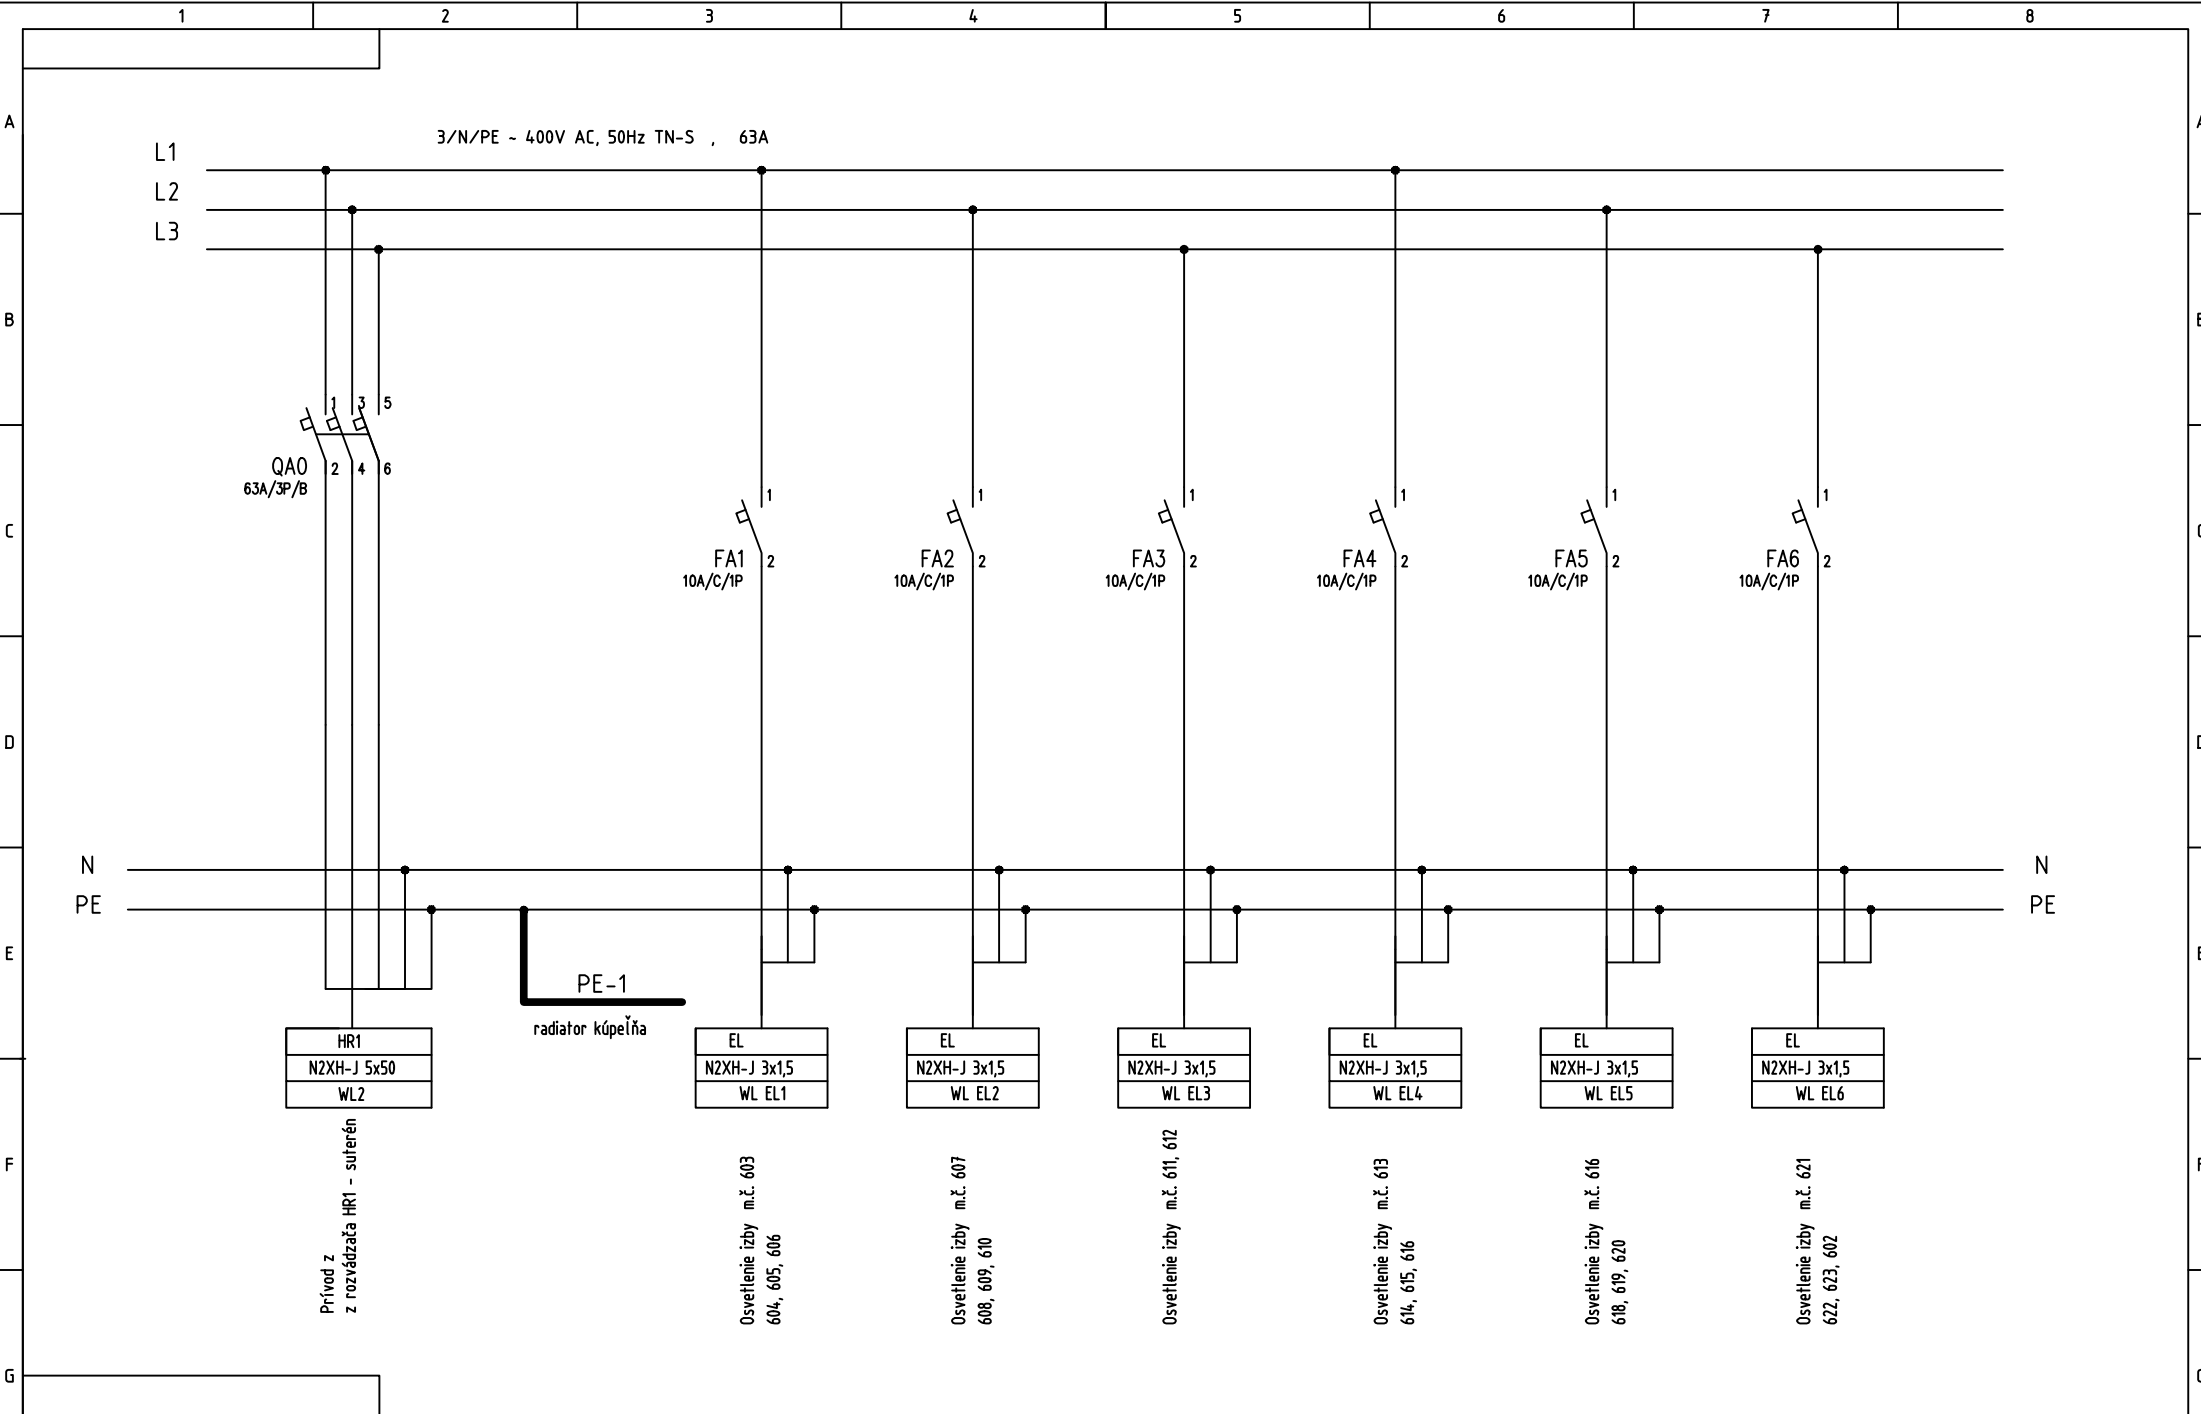 1 2 3 4 5 6 7 8
A
3/N/PE ~ 400V AC, 50Hz TN-S , 63A
L1
L2
L3
B
1 3 5
QA0 2 4 6
63A/3P/B
C
1 1 1 1 1 1
FA1 2 FA2 2 FA3 2 FA4 2 FA5 2 FA6 2
10A/C/1P 10A/C/1P 10A/C/1P 10A/C/1P 10A/C/1P 10A/C/1P
D
N N
PE PE
E
PE-1
radiator kúpeľňa
HR1
N2XH-J 5x50
WL2
EL
N2XH-J 3x1,5
WL EL1
EL
N2XH-J 3x1,5
WL EL2
EL
N2XH-J 3x1,5
WL EL3
EL
N2XH-J 3x1,5
WL EL4
EL
N2XH-J 3x1,5
WL EL5
EL
N2XH-J 3x1,5
WL EL6
F
Prívod z
z rozvádzača HR1 - suterén
Osvetlenie izby m.č. 603
604, 605, 606
Osvetlenie izby m.č. 607
608, 609, 610
Osvetlenie izby m.č. 611, 612
Osvetlenie izby m.č. 613
614, 615, 616
Osvetlenie izby m.č. 616
618, 619, 620
Osvetlenie izby m.č. 621
622, 623, 602
G